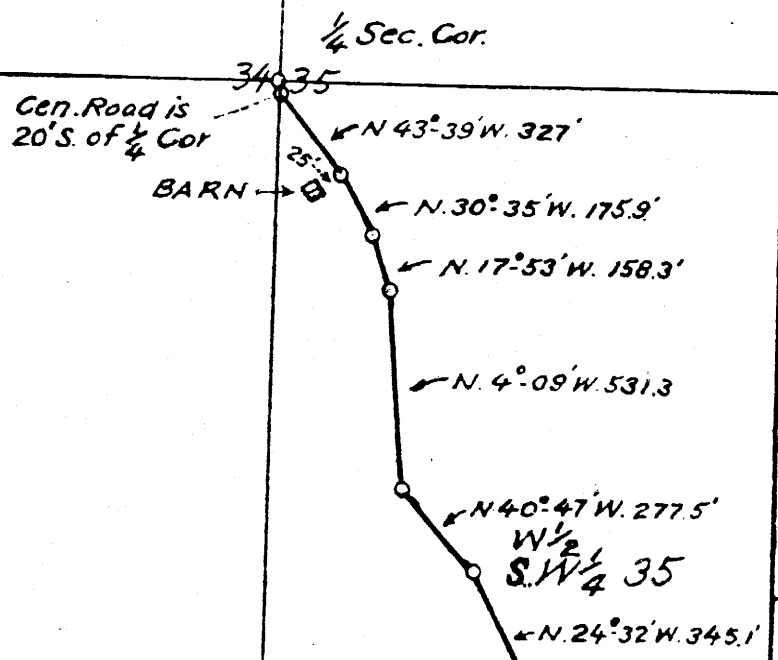 1/4 Sec. Cor.
34 35
Cen. Road is
20' S. of 1/4 Cor
N 43°-39' W. 327'
25'
BARN
N. 30°-35' W. 175.9'
N. 17°-53' W. 158.3'
N. 4°-09' W. 531.3
N 40°-47' W. 277.5'
W 1/2
S.W 1/4 35
N. 24°-32' W. 345.1'